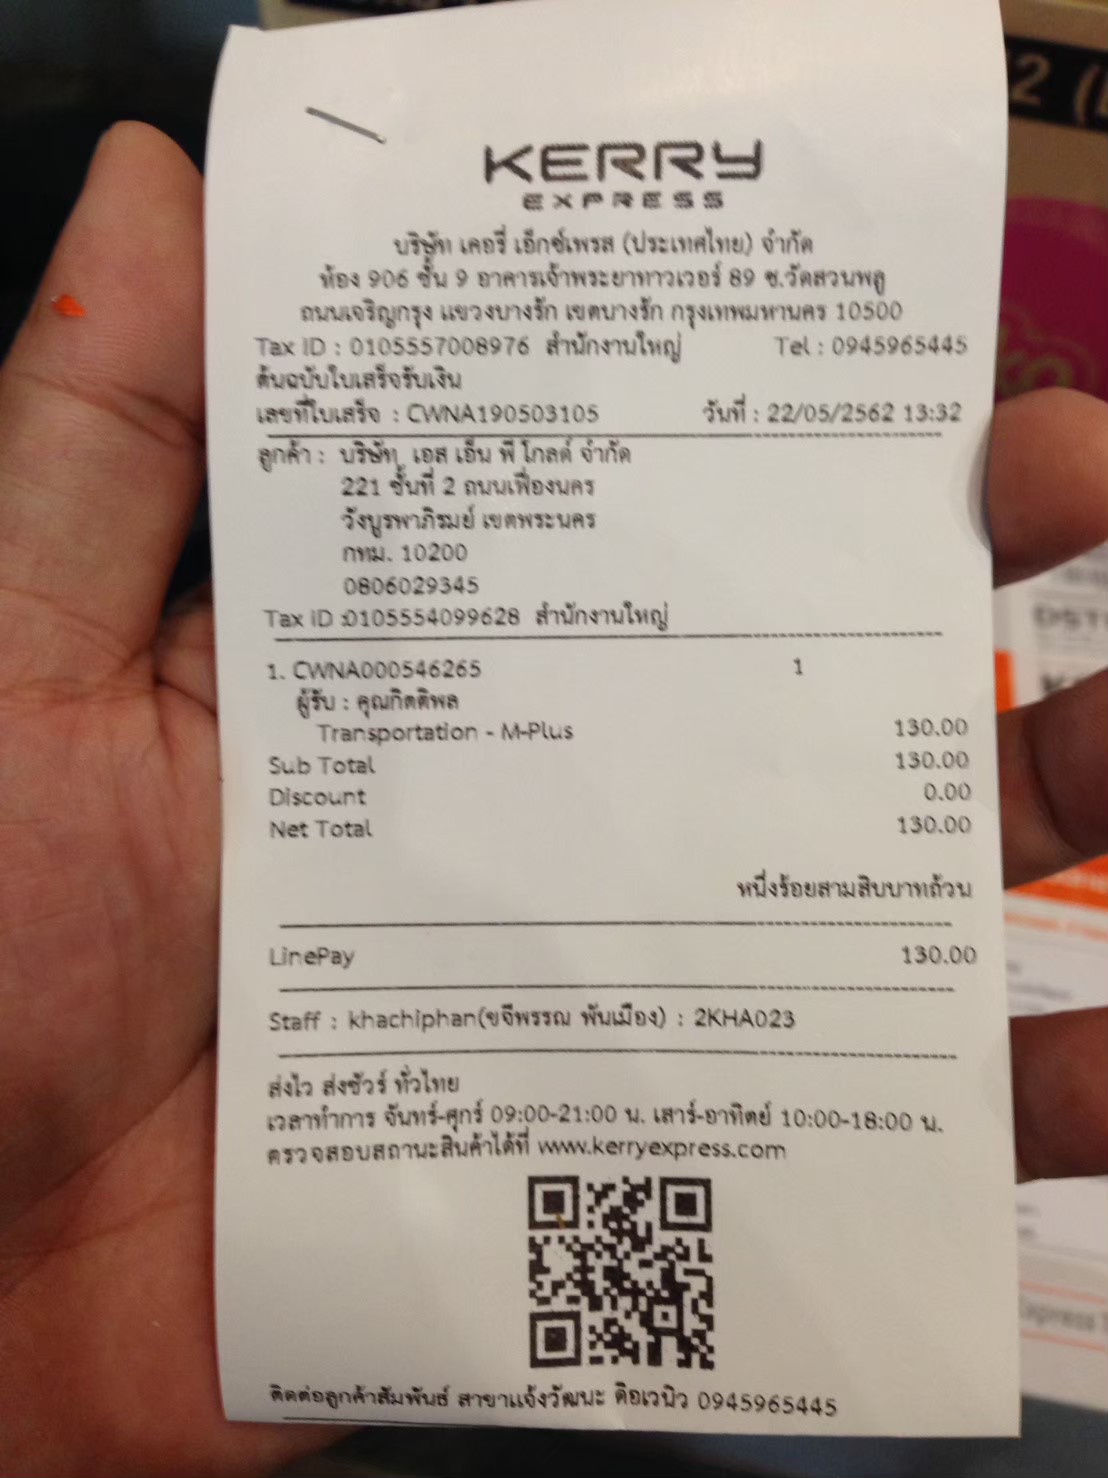 KERRY
EXPRESS
บริษัท เคอรี่ เอ็กซ์เพรส (ประเทศไทย) จำกัด
ห้อง 906 ชั้น 9 อาคารเจ้าพระยาทาวเวอร์ 89 ซ.วัดสวนพลู
ถนนเจริญกรุง แขวงบางรัก เขตบางรัก กรุงเทพมหานคร 10500
Tax ID : 0105557008976 สำนักงานใหญ่ Tel : 0945965445
ต้นฉบับใบเสร็จรับเงิน
เลขที่ใบเสร็จ : CWNA190503105 วันที่ : 22/05/2562 13:32
ลูกค้า : บริษัท เอส เอ็น พี โกลด์ จำกัด
221 ชั้นที่ 2 ถนนเฟื่องนคร
วังบูรพาภิรมย์ เขตพระนคร
กทม. 10200
0806029345
Tax ID :0105554099628 สำนักงานใหญ่
1. CWNA000546265 1
ผู้รับ : คุณกิตติพล
Transportation - M-Plus 130.00
Sub Total 130.00
Discount 0.00
Net Total 130.00
หนึ่งร้อยสามสิบบาทถ้วน
LinePay 130.00
Staff : khachiphan(ขจีพรรณ พันเมือง) : 2KHA023
ส่งไว ส่งชัวร์ ทั่วไทย
เวลาทำการ จันทร์-ศุกร์ 09:00-21:00 น. เสาร์-อาทิตย์ 10:00-18:00 น.
ตรวจสอบสถานะสินค้าได้ที่ www.kerryexpress.com
ติดต่อลูกค้าสัมพันธ์ สาขาแจ้งวัฒนะ ดิอเวนิว 0945965445